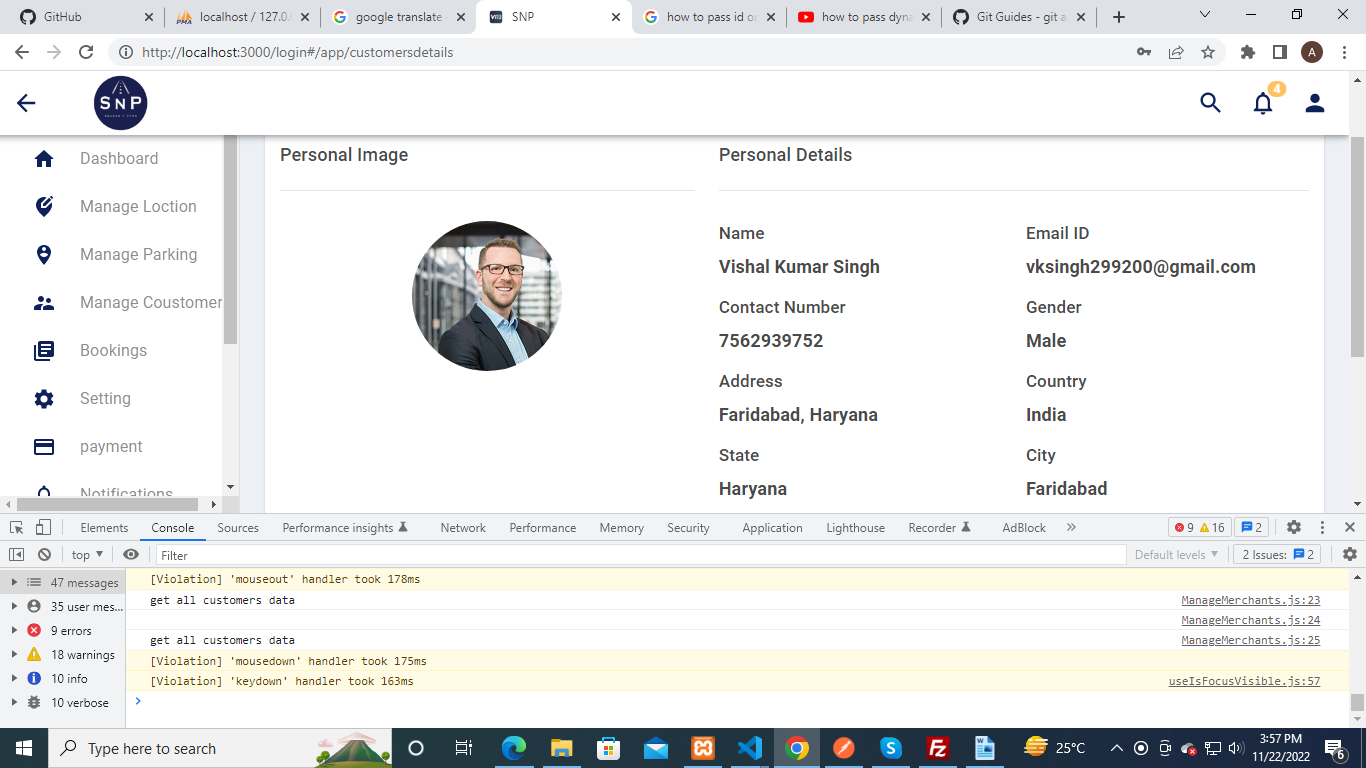 GitHub
localhost / 127.0.
google translate
SNP
how to pass id o
how to pass dyna
Git Guides - git a
http://localhost:3000/login#/app/customersdetails
A
SNP
4
Dashboard
Manage Loction
Manage Parking
Manage Coustomer
Bookings
Setting
payment
Notifications
Personal Image
Personal Details
Name
Email ID
Vishal Kumar Singh
vksingh299200@gmail.com
Contact Number
Gender
7562939752
Male
Address
Country
Faridabad, Haryana
India
State
City
Haryana
Faridabad
Elements Console Sources Performance insights Network Performance Memory Security Application Lighthouse Recorder AdBlock » 9 16 2
top Filter Default levels 2 Issues: 2
47 messages
35 user mes...
9 errors
18 warnings
10 info
10 verbose
[Violation] 'mouseout' handler took 178ms
get all customers data ManageMerchants.js:23
ManageMerchants.js:24
get all customers data ManageMerchants.js:25
[Violation] 'mousedown' handler took 175ms
[Violation] 'keydown' handler took 163ms useIsFocusVisible.js:57
Type here to search
25°C
3:57 PM
11/22/2022
6